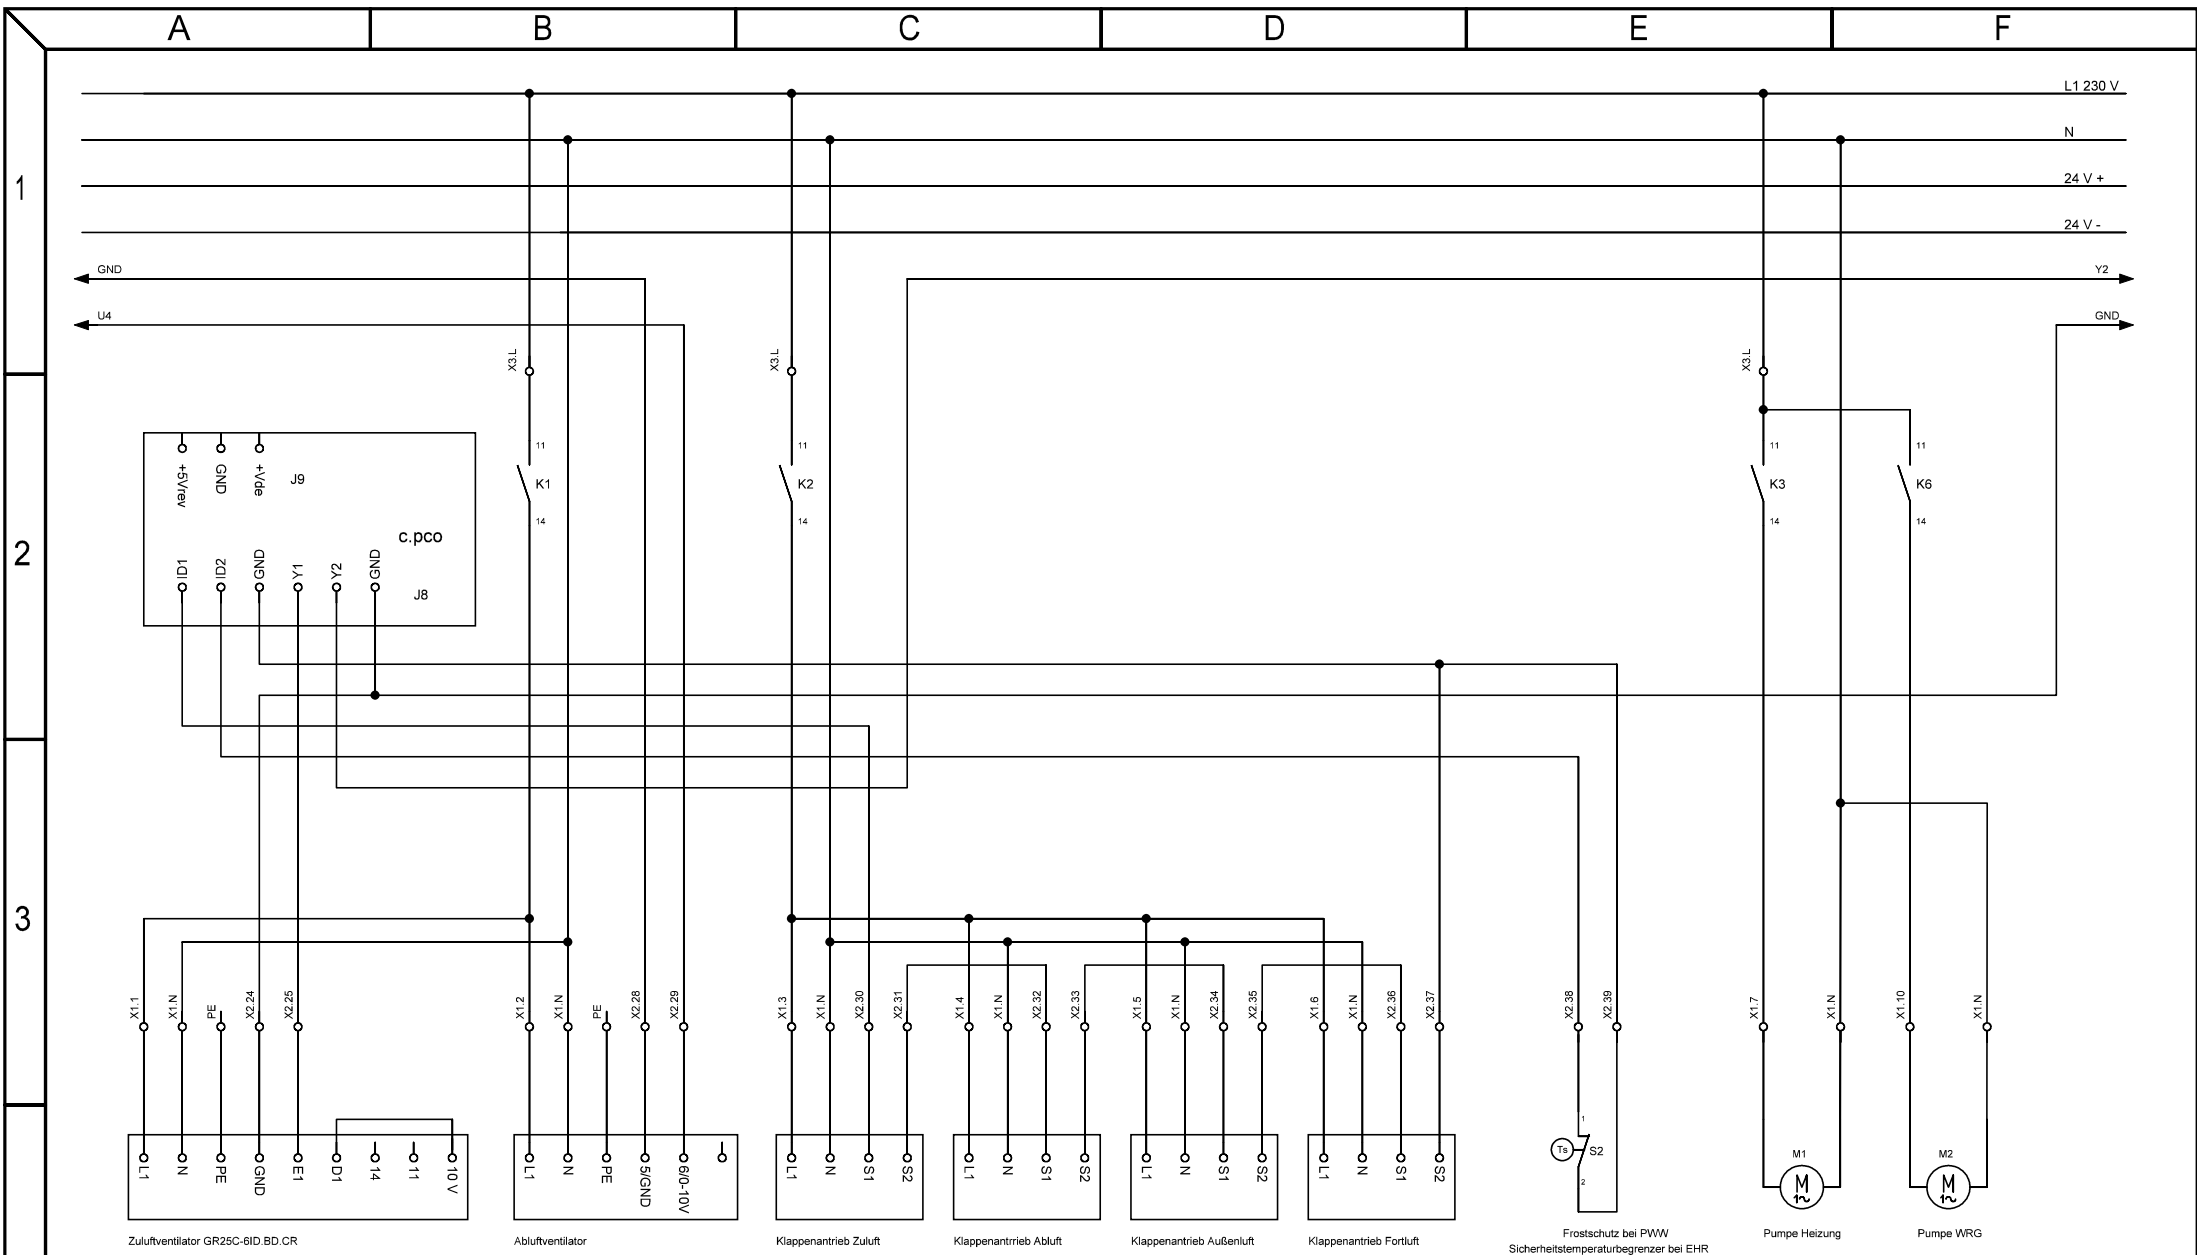 A B C D E F
L1 230 V
N
1
24 V +
24 V -
GND
Y2
U4
GND
X3.L X3.L X3.L
11 11 11 11
+5Vrev GND +Vde J9
K1 K2 K3 K6
14 14 14 14
c.pco
2
ID1 ID2 GND Y1 Y2 GND
J8
3
X1.1 X1.N PE X2.24 X2.25 X1.2 X1.N PE X2.28 X2.29 X1.3 X1.N X2.30 X2.31 X1.4 X1.N X2.32 X2.33 X1.5 X1.N X2.34 X2.35 X1.6 X1.N X2.36 X2.37 X2.38 X2.39 X1.7 X1.N X1.10 X1.N
1
Ts S2
2
M1 M2
M M
1~ 1~
L1 N PE GND E1 D1 14 11 10 V
L1 N PE 5/GND 6/0-10V
L1 N S1 S2
L1 N S1 S2
L1 N S1 S2
L1 N S1 S2
Zuluftventilator GR25C-6ID.BD.CR
Abluftventilator
Klappenantrieb Zuluft
Klappenantrrieb Abluft
Klappenantrieb Außenluft
Klappenantrieb Fortluft
Frostschutz bei PWW
Sicherheitstemperaturbegrenzer bei EHR
Pumpe Heizung
Pumpe WRG